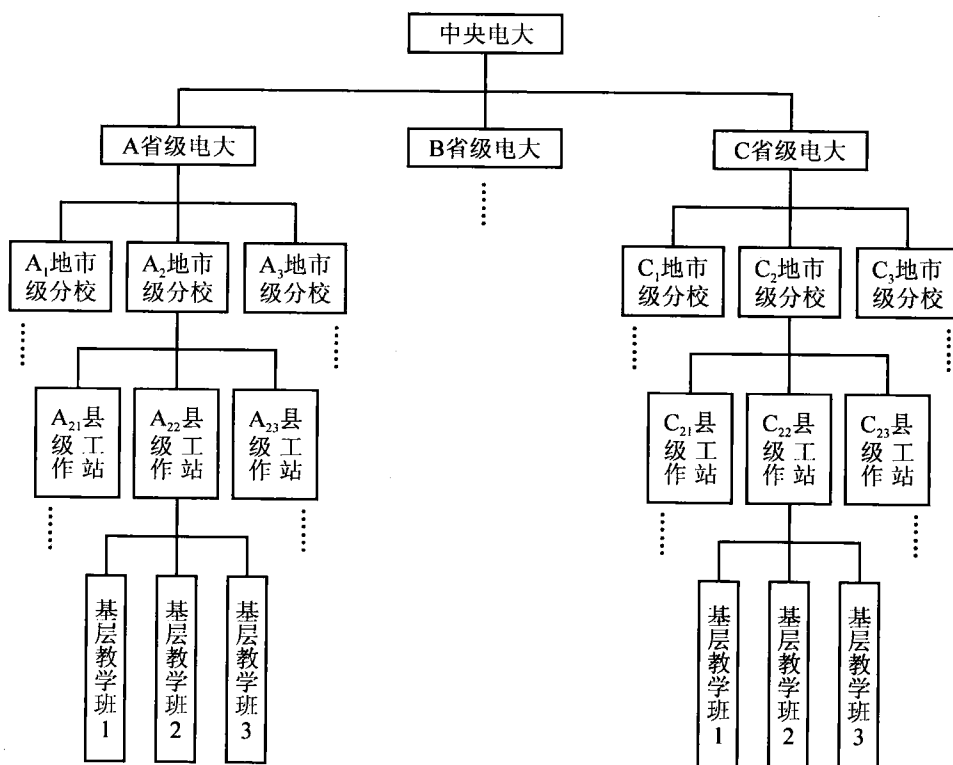 中央电大
A省级电大
B省级电大
C省级电大
A₁地市
级分校
A₂地市
级分校
A₃地市
级分校
C₁地市
级分校
C₂地市
级分校
C₃地市
级分校
A₂₁县
级工
作站
A₂₂县
级工
作站
A₂₃县
级工
作站
C₂₁县
级工
作站
C₂₂县
级工
作站
C₂₃县
级工
作站
基层教学班1
基层教学班2
基层教学班3
基层教学班1
基层教学班2
基层教学班3